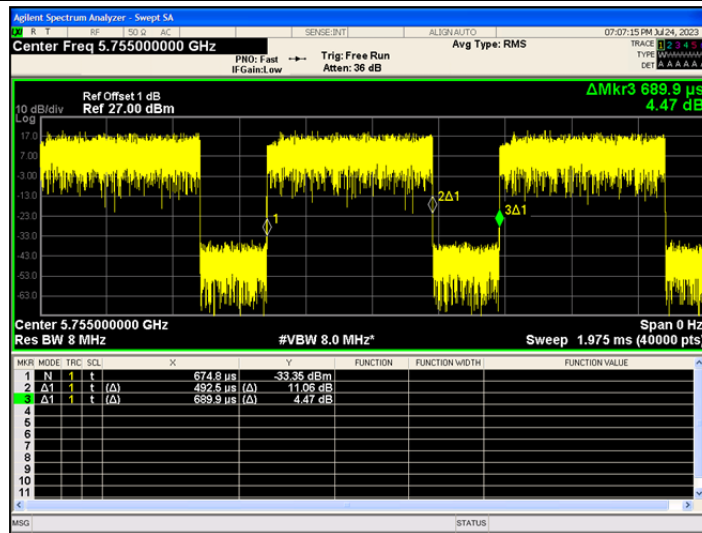 Agilent Spectrum Analyzer - Swept SA
R T RF 50 Ω AC SENSE:INT ALIGN AUTO 07:07:15 PM Jul 24, 2023
Center Freq 5.755000000 GHz Avg Type: RMS TRACE 1 2 3 4 5
PNO: Fast Trig: Free Run TYPE
IFGain:Low Atten: 36 dB DET A A A A A
ΔMkr3 689.9 µs
4.47 dB
Ref Offset 1 dB
10 dB/div Ref 27.00 dBm
Log
17.0
7.00
-3.00
-13.0
-23.0
-33.0
-43.0
-53.0
-63.0
1
2Δ1
3Δ1
Center 5.755000000 GHz Span 0 Hz
Res BW 8 MHz #VBW 8.0 MHz* Sweep 1.975 ms (40000 pts)
MKR MODE TRC SCL X Y FUNCTION FUNCTION WIDTH FUNCTION VALUE
1 N 1 t 674.8 µs -33.35 dBm
2 Δ1 1 t (Δ) 492.5 µs (Δ) 11.06 dB
3 Δ1 1 t (Δ) 689.9 µs (Δ) 4.47 dB
4
5
6
7
8
9
10
11
MSG STATUS